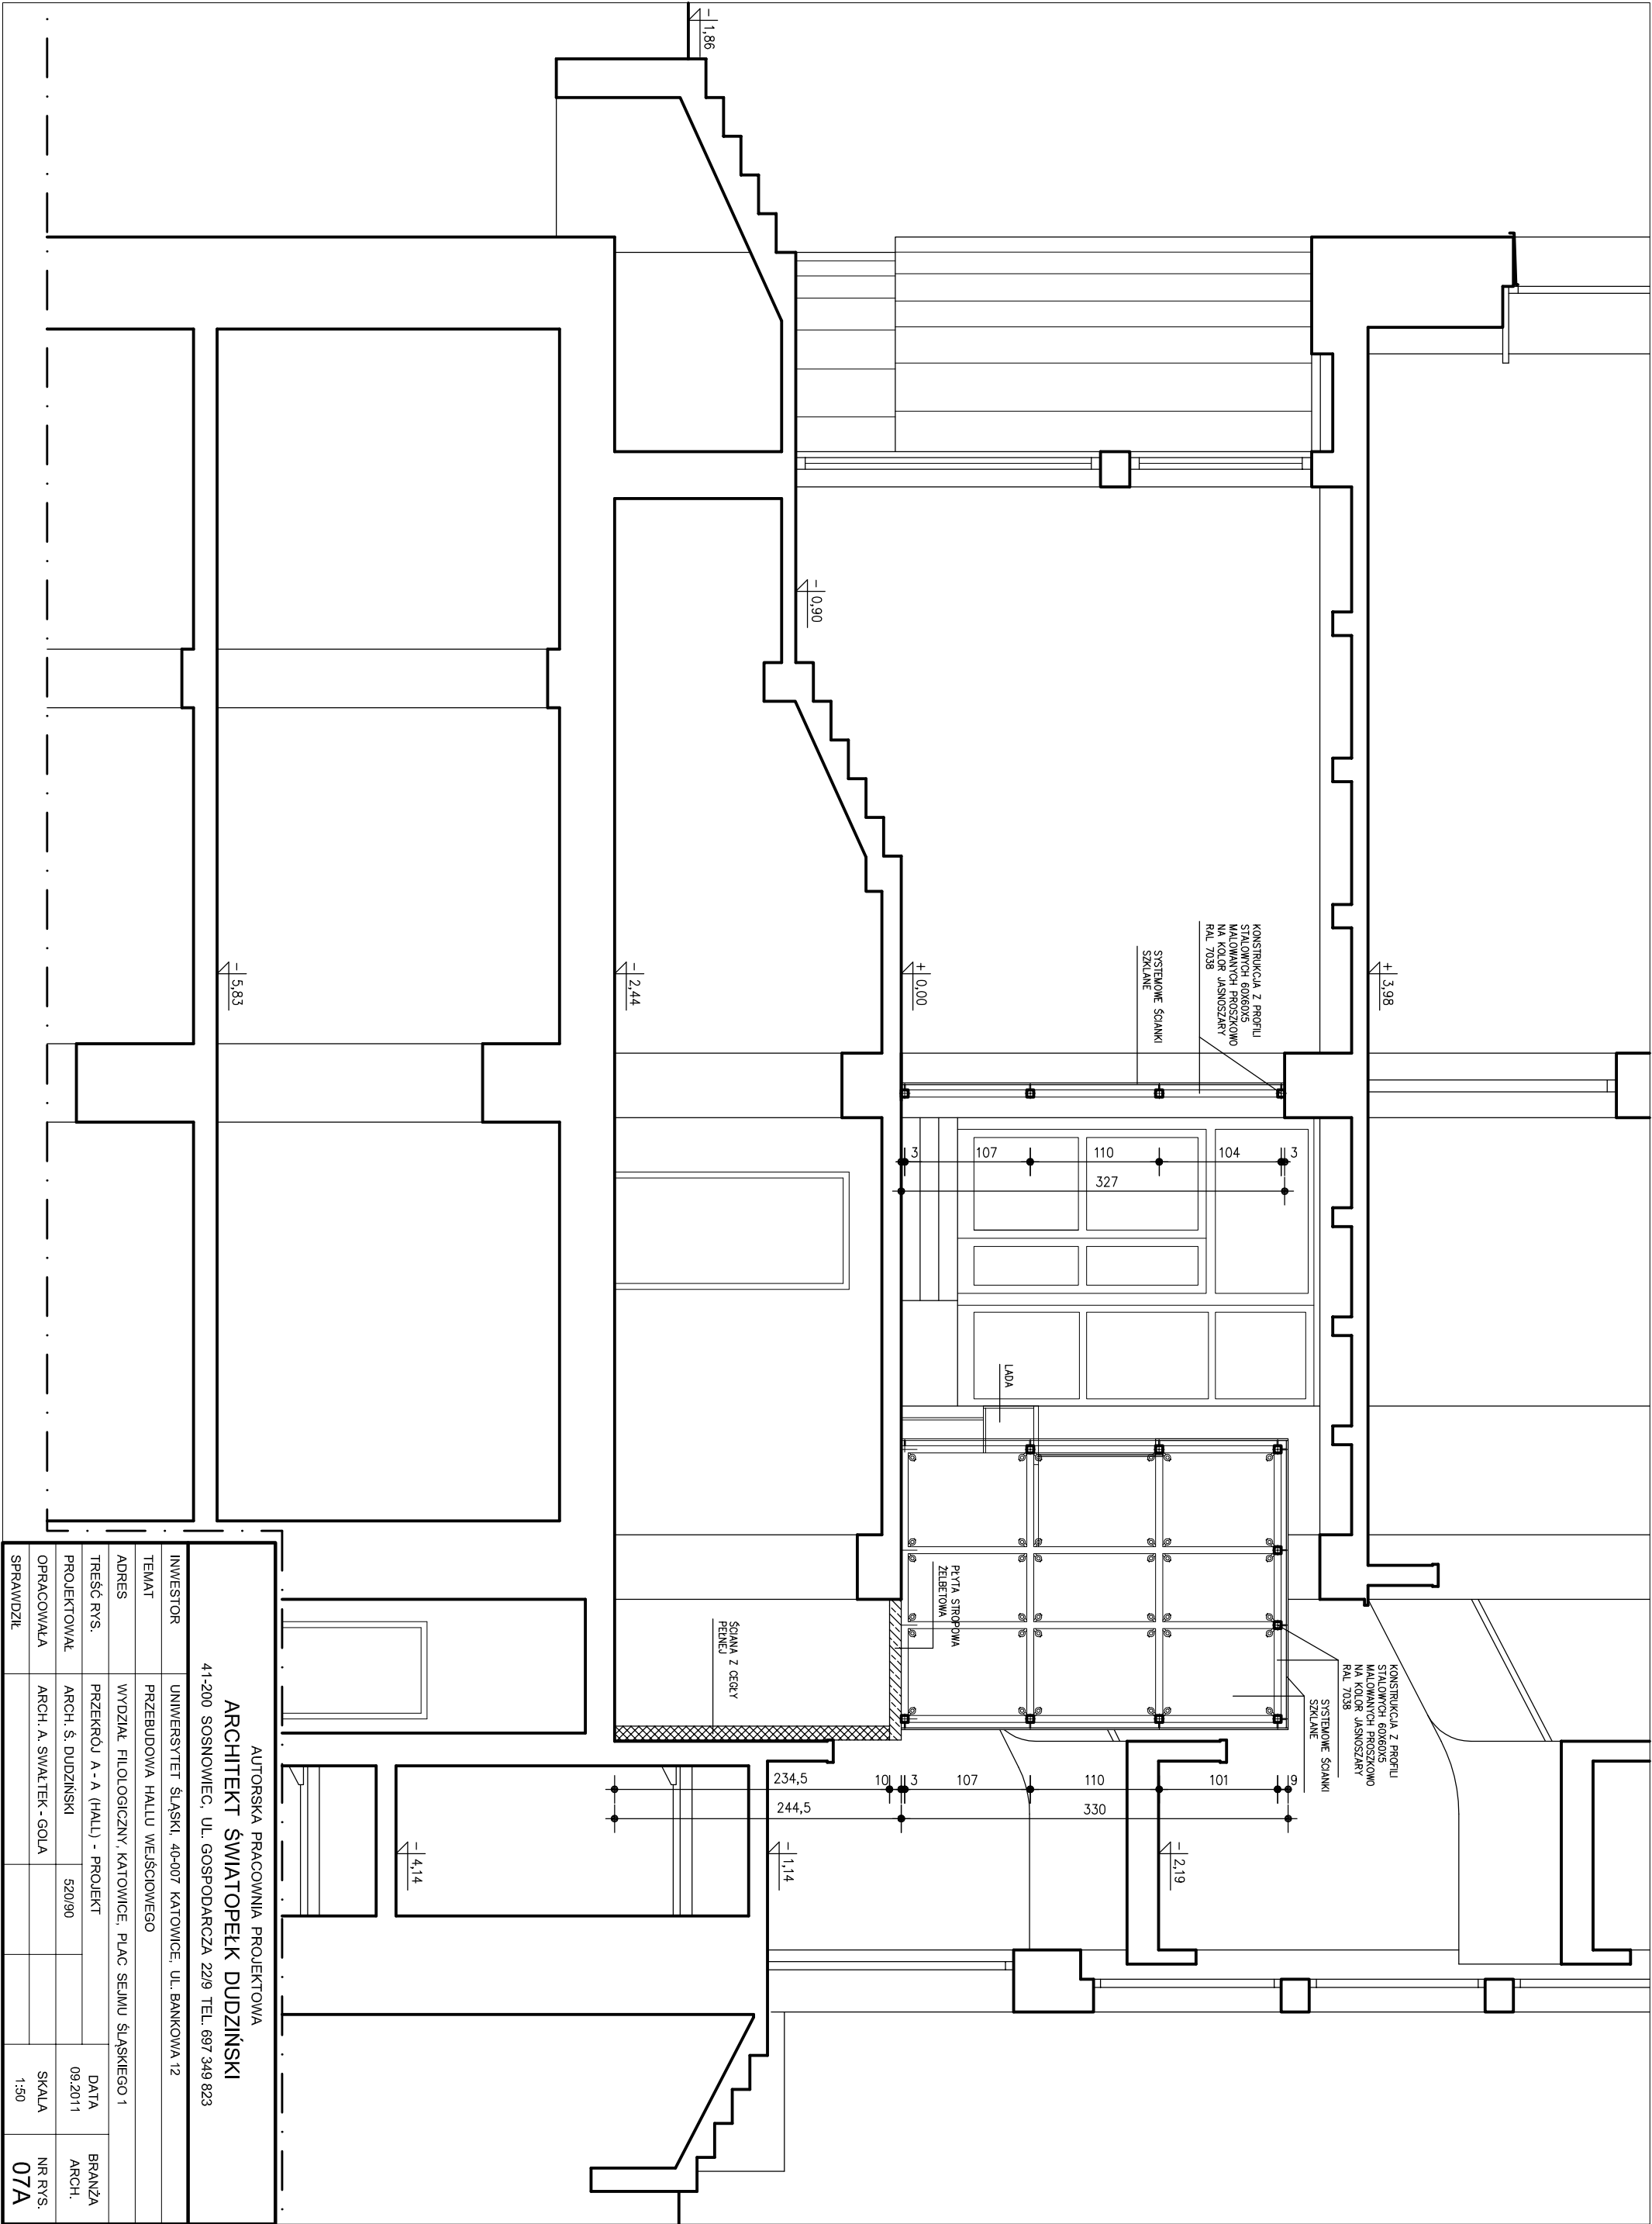 - 1,86
- 0,90
- 5,83
- 2,44
+ 0,00
+ 3,98
KONSTRUKCJA Z PROFILI
STALOWYCH 60X60X5
MALOWANYCH PROSZKOWO
NA KOLOR JASNOSZARY
RAL 7038
SYSTEMOWE ŚCIANKI
SZKLANE
3
107
110
104
3
327
LADA
PŁYTA STROPOWA
ŻELBETOWA
ŚCIANA Z CEGŁY
PEŁNEJ
KONSTRUKCJA Z PROFILI
STALOWYCH 60X60X5
MALOWANYCH PROSZKOWO
NA KOLOR JASNOSZARY
RAL 7038
SYSTEMOWE ŚCIANKI
SZKLANE
234,5
10
3
107
110
101
9
244,5
330
- 4,14
- 1,14
- 2,19
AUTORSKA PRACOWNIA PROJEKTOWA
ARCHITEKT ŚWIATOPEŁK DUDZIŃSKI
41-200 SOSNOWIEC, UL. GOSPODARCZA 22/9 TEL. 697 349 823
INWESTOR UNIWERSYTET ŚLĄSKI, 40-007 KATOWICE, UL. BANKOWA 12
TEMAT PRZEBUDOWA HALLU WEJŚCIOWEGO
ADRES WYDZIAŁ FILOLOGICZNY, KATOWICE, PLAC SEJMU ŚLĄSKIEGO 1
TREŚĆ RYS. PRZEKRÓJ A - A (HALL) - PROJEKT
PROJEKTOWAŁ ARCH. Ś. DUDZIŃSKI 520/90
OPRACOWAŁA ARCH. A. SWAŁTEK - GOLA
SPRAWDZIŁ
DATA
09.2011
BRANŻA
ARCH.
SKALA
1:50
NR RYS.
07A